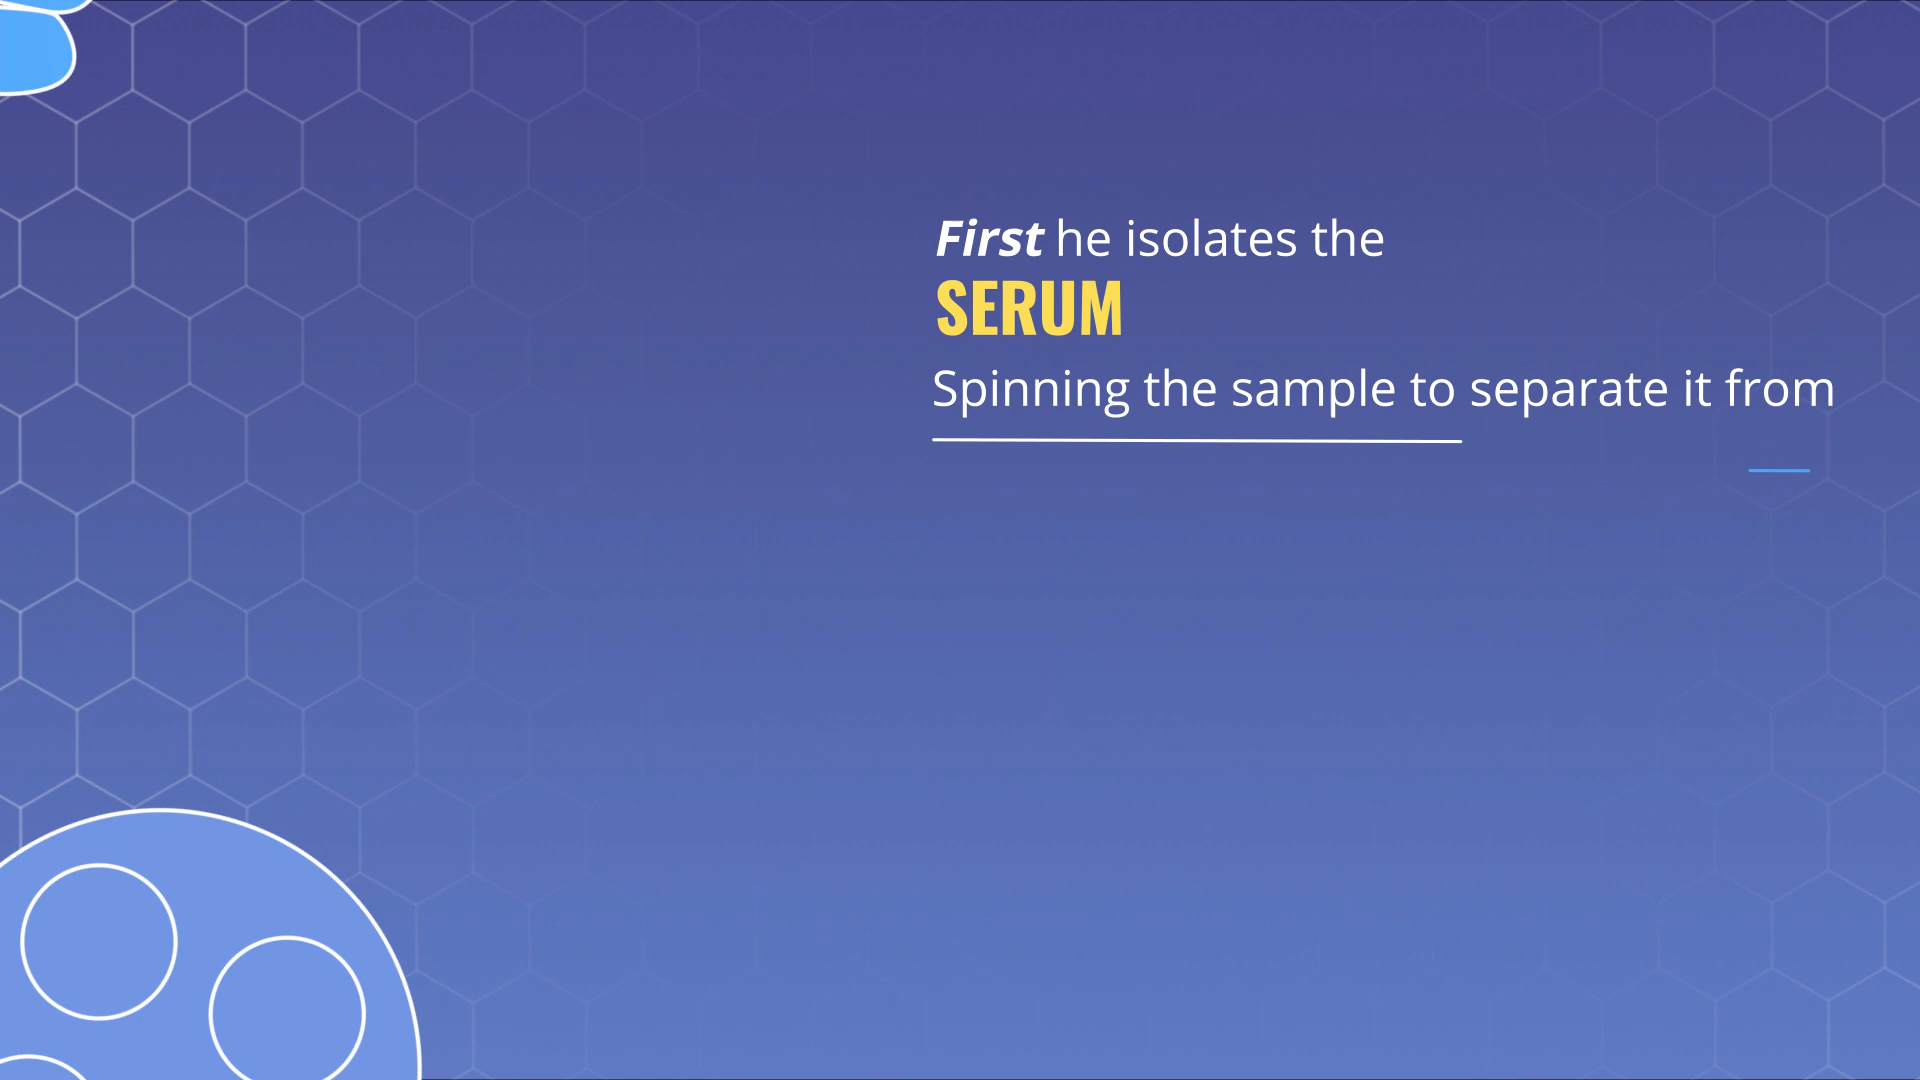 First he isolates the
SERUM
Spinning the sample to separate it from